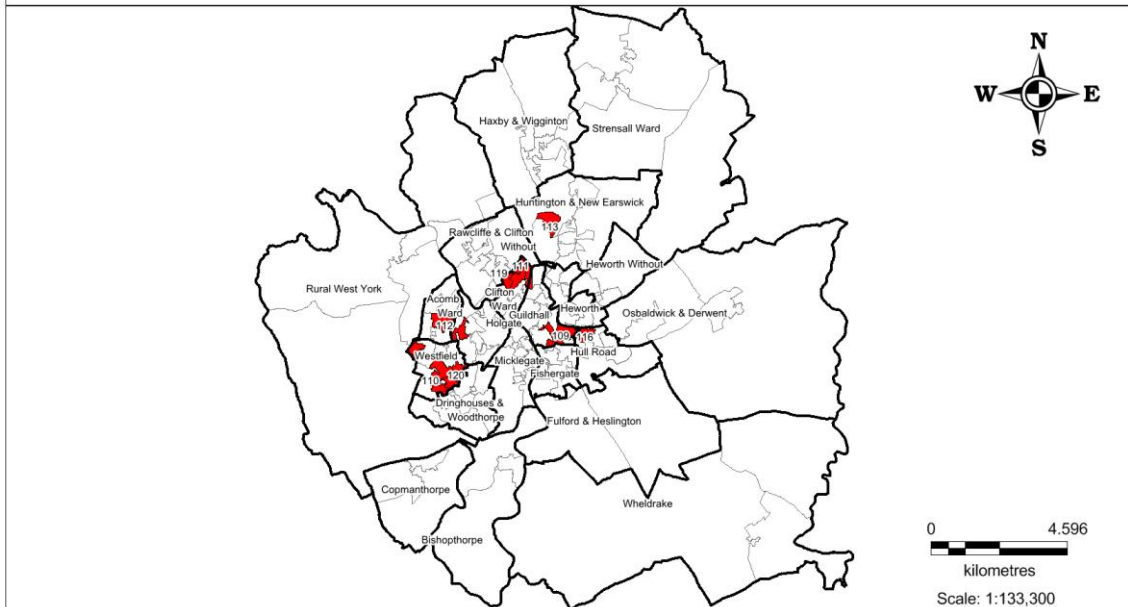 N
W E
S
Haxby & Wigginton
Strensall Ward
Huntington & New Earswick
113
Rawcliffe & Clifton
Without
111
119
Heworth Without
Rural West York
Clifton
Ward
Acomb
Ward
112
Guildhall
Heworth
Holgate
Osbaldwick & Derwent
109
116
Hull Road
Westfield
Micklegate
110
120
Fishergate
Dringhouses &
Woodthorpe
Fulford & Heslington
Copmanthorpe
Wheldrake
Bishopthorpe
0 4.596
kilometres
Scale: 1:133,300